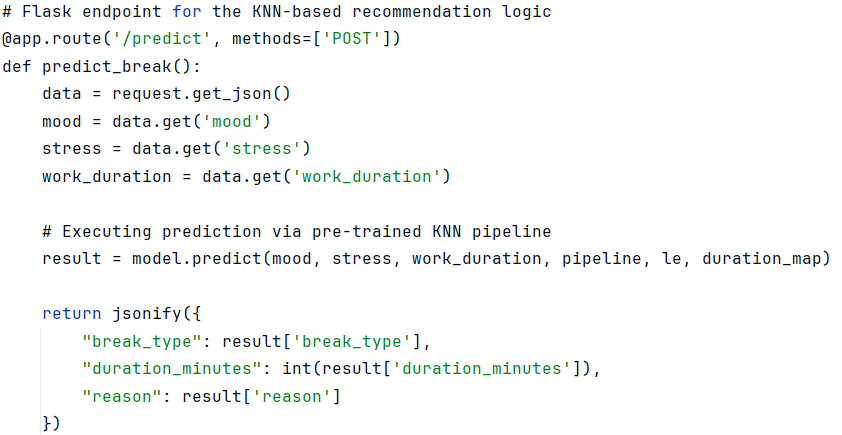 # Flask endpoint for the KNN-based recommendation logic
@app.route('/predict', methods=['POST'])
def predict_break():
    data = request.get_json()
    mood = data.get('mood')
    stress = data.get('stress')
    work_duration = data.get('work_duration')

    # Executing prediction via pre-trained KNN pipeline
    result = model.predict(mood, stress, work_duration, pipeline, le, duration_map)

    return jsonify({
        "break_type": result['break_type'],
        "duration_minutes": int(result['duration_minutes']),
        "reason": result['reason']
    })